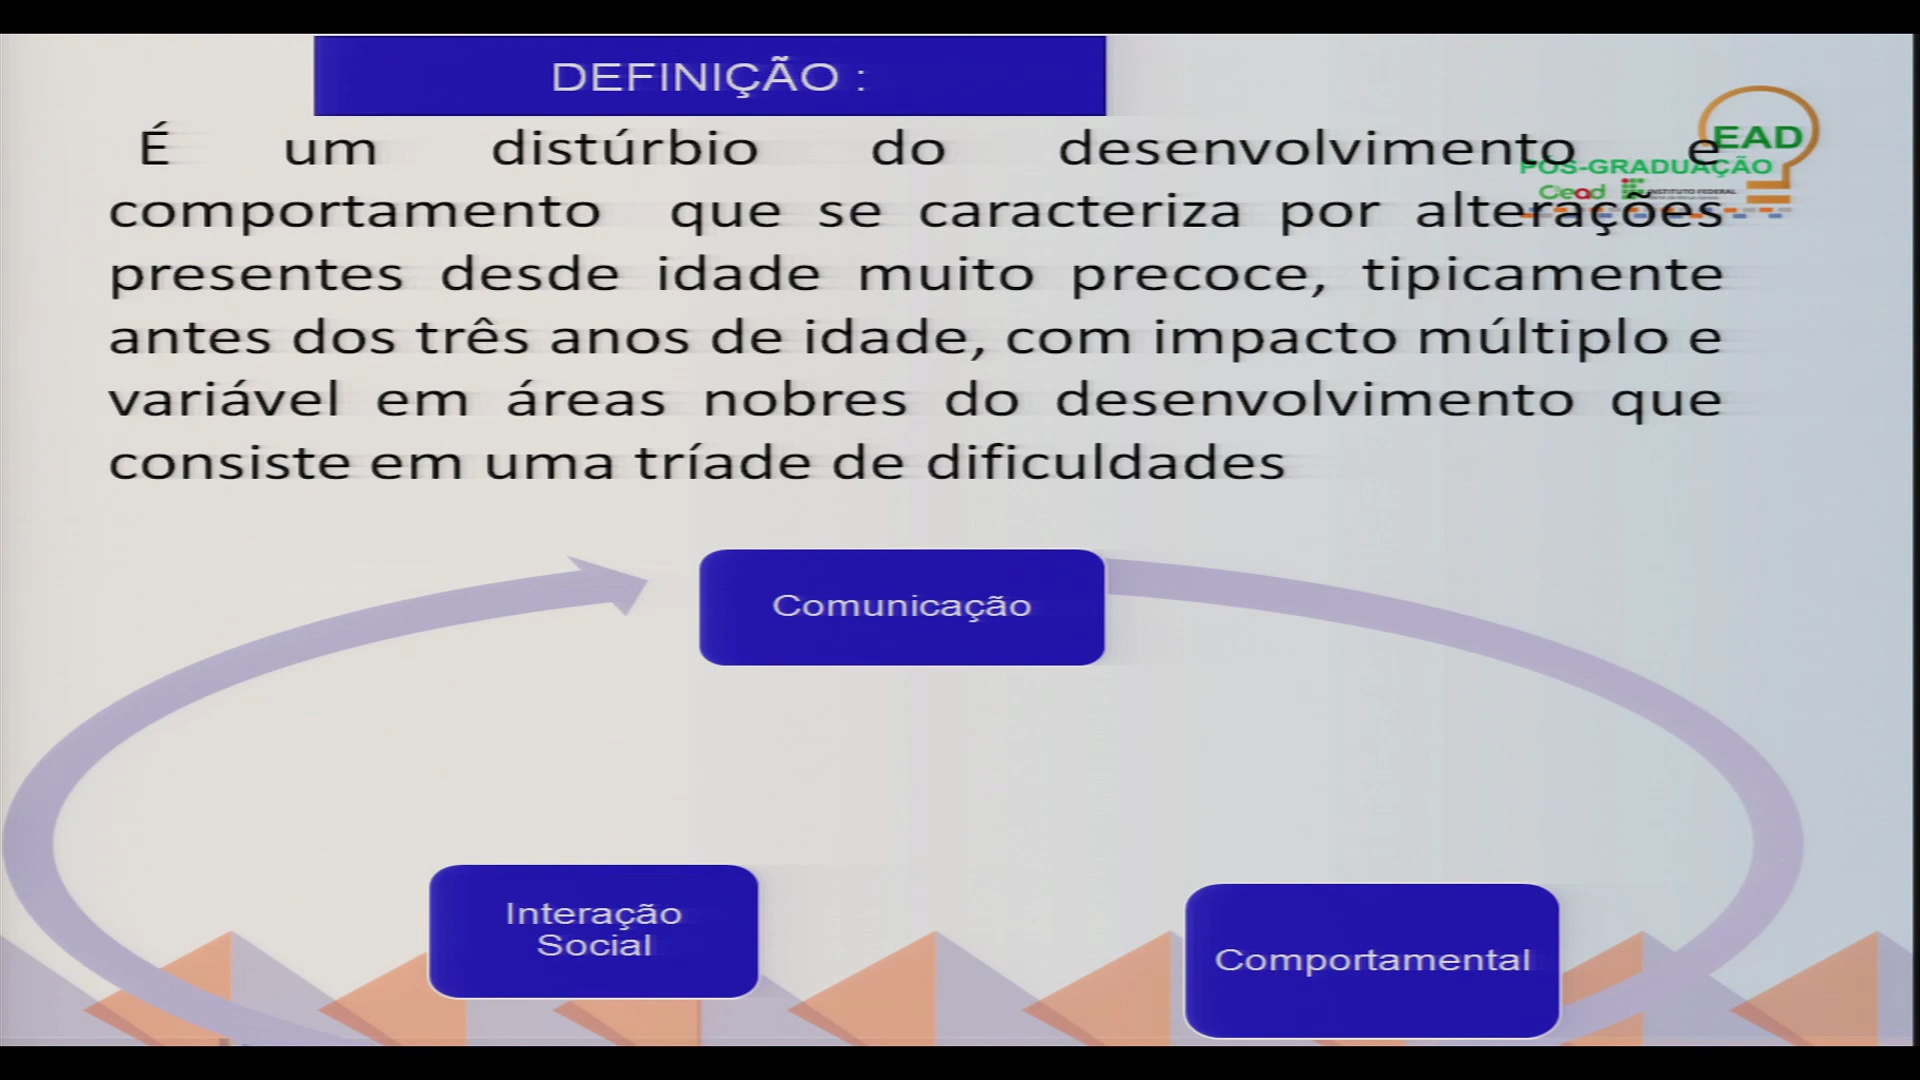 DEFINIÇÃO :
É um distúrbio do desenvolvimento e
comportamento que se caracteriza por alterações
presentes desde idade muito precoce, tipicamente
antes dos três anos de idade, com impacto múltiplo e
variável em áreas nobres do desenvolvimento que
consiste em uma tríade de dificuldades
EAD
PÓS-GRADUAÇÃO
Cead
INSTITUTO FEDERAL
Comunicação
Interação
Social
Comportamental